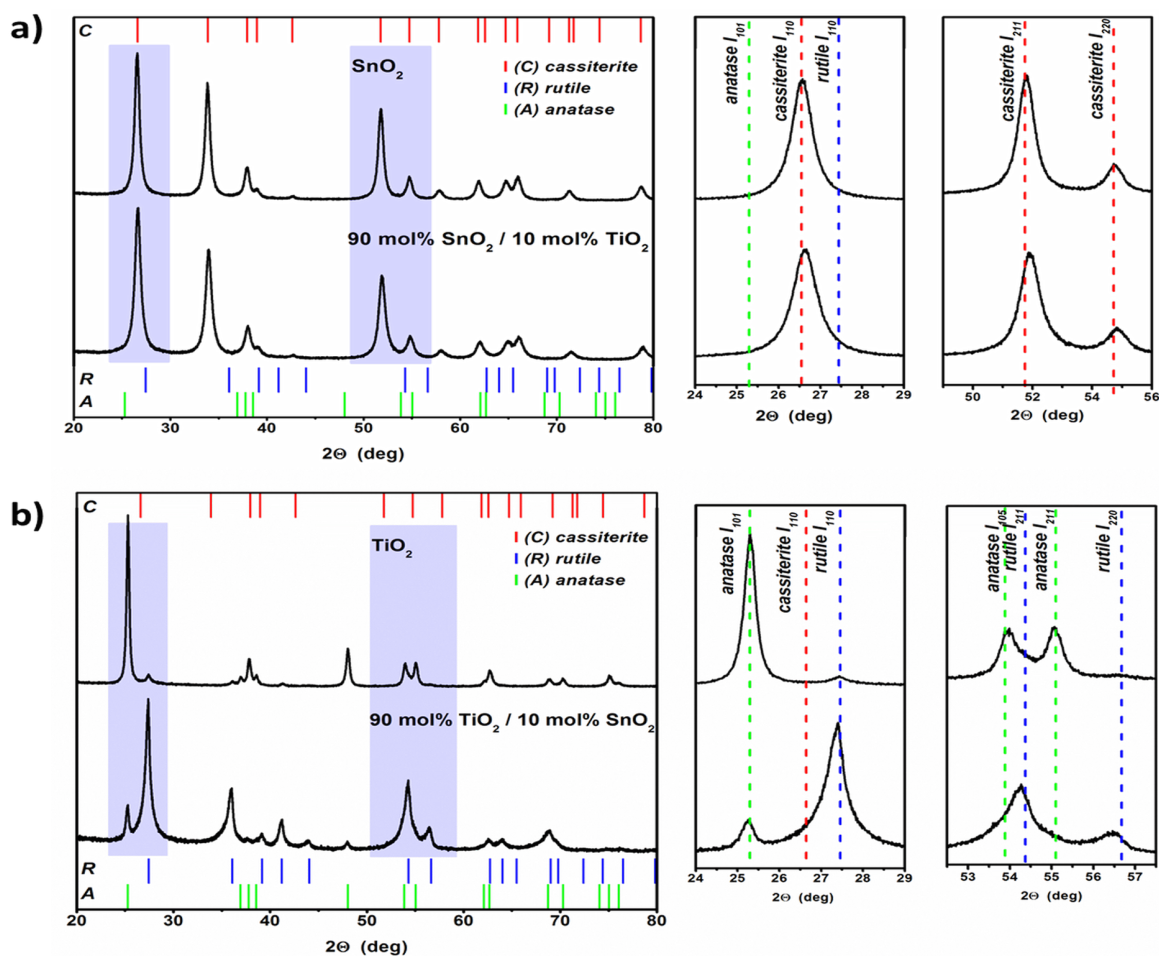 a)
C
SnO₂
(C) cassiterite
(R) rutile
(A) anatase
90 mol% SnO₂ / 10 mol% TiO₂
R
A
20 30 40 50 60 70 80
2Θ (deg)
anatase I₁₀₁
cassiterite I₁₁₀
rutile I₁₁₀
24 25 26 27 28 29
2Θ (deg)
cassiterite I₂₁₁
cassiterite I₂₂₀
50 52 54 56
2Θ (deg)
b)
C
TiO₂
(C) cassiterite
(R) rutile
(A) anatase
90 mol% TiO₂ / 10 mol% SnO₂
R
A
20 30 40 50 60 70 80
2Θ (deg)
anatase I₁₀₁
cassiterite I₁₁₀
rutile I₁₁₀
24 25 26 27 28 29
2Θ (deg)
anatase I₁₀₅
rutile I₂₁₁
anatase I₂₁₁
rutile I₂₂₀
53 54 55 56 57
2Θ (deg)